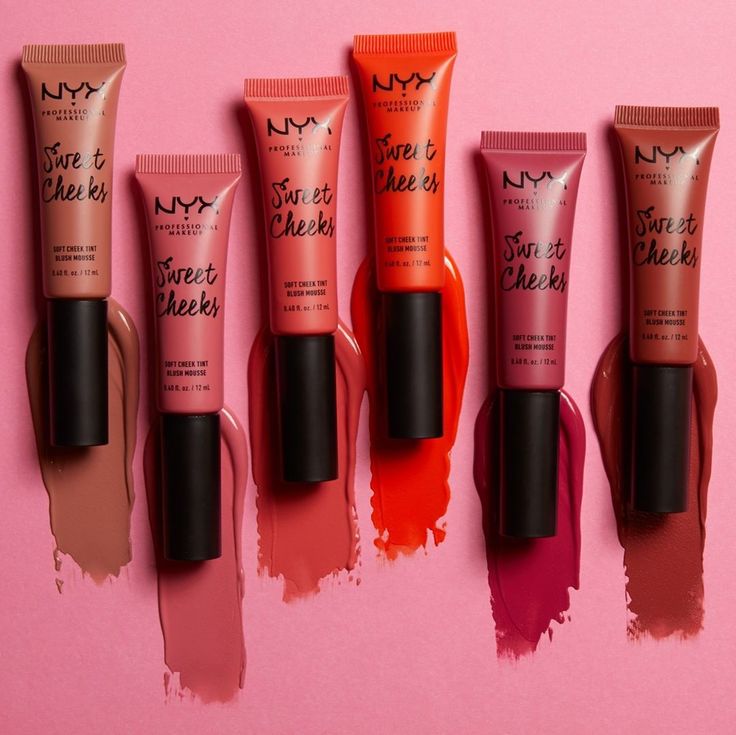 NYX
PROFESSIONAL
MAKEUP
Sweet
Cheeks
SOFT CHEEK TINT
BLUSH MOUSSE
0.40 fl. oz. / 12 mL
NYX
PROFESSIONAL
MAKEUP
Sweet
Cheeks
SOFT CHEEK TINT
BLUSH MOUSSE
0.40 fl. oz. / 12 mL
NYX
PROFESSIONAL
MAKEUP
Sweet
Cheeks
SOFT CHEEK TINT
BLUSH MOUSSE
0.40 fl. oz. / 12 mL
NYX
PROFESSIONAL
MAKEUP
Sweet
Cheeks
SOFT CHEEK TINT
BLUSH MOUSSE
0.40 fl. oz. / 12 mL
NYX
PROFESSIONAL
MAKEUP
Sweet
Cheeks
SOFT CHEEK TINT
BLUSH MOUSSE
0.40 fl. oz. / 12 mL
NYX
PROFESSIONAL
MAKEUP
Sweet
Cheeks
SOFT CHEEK TINT
BLUSH MOUSSE
0.40 fl. oz. / 12 mL